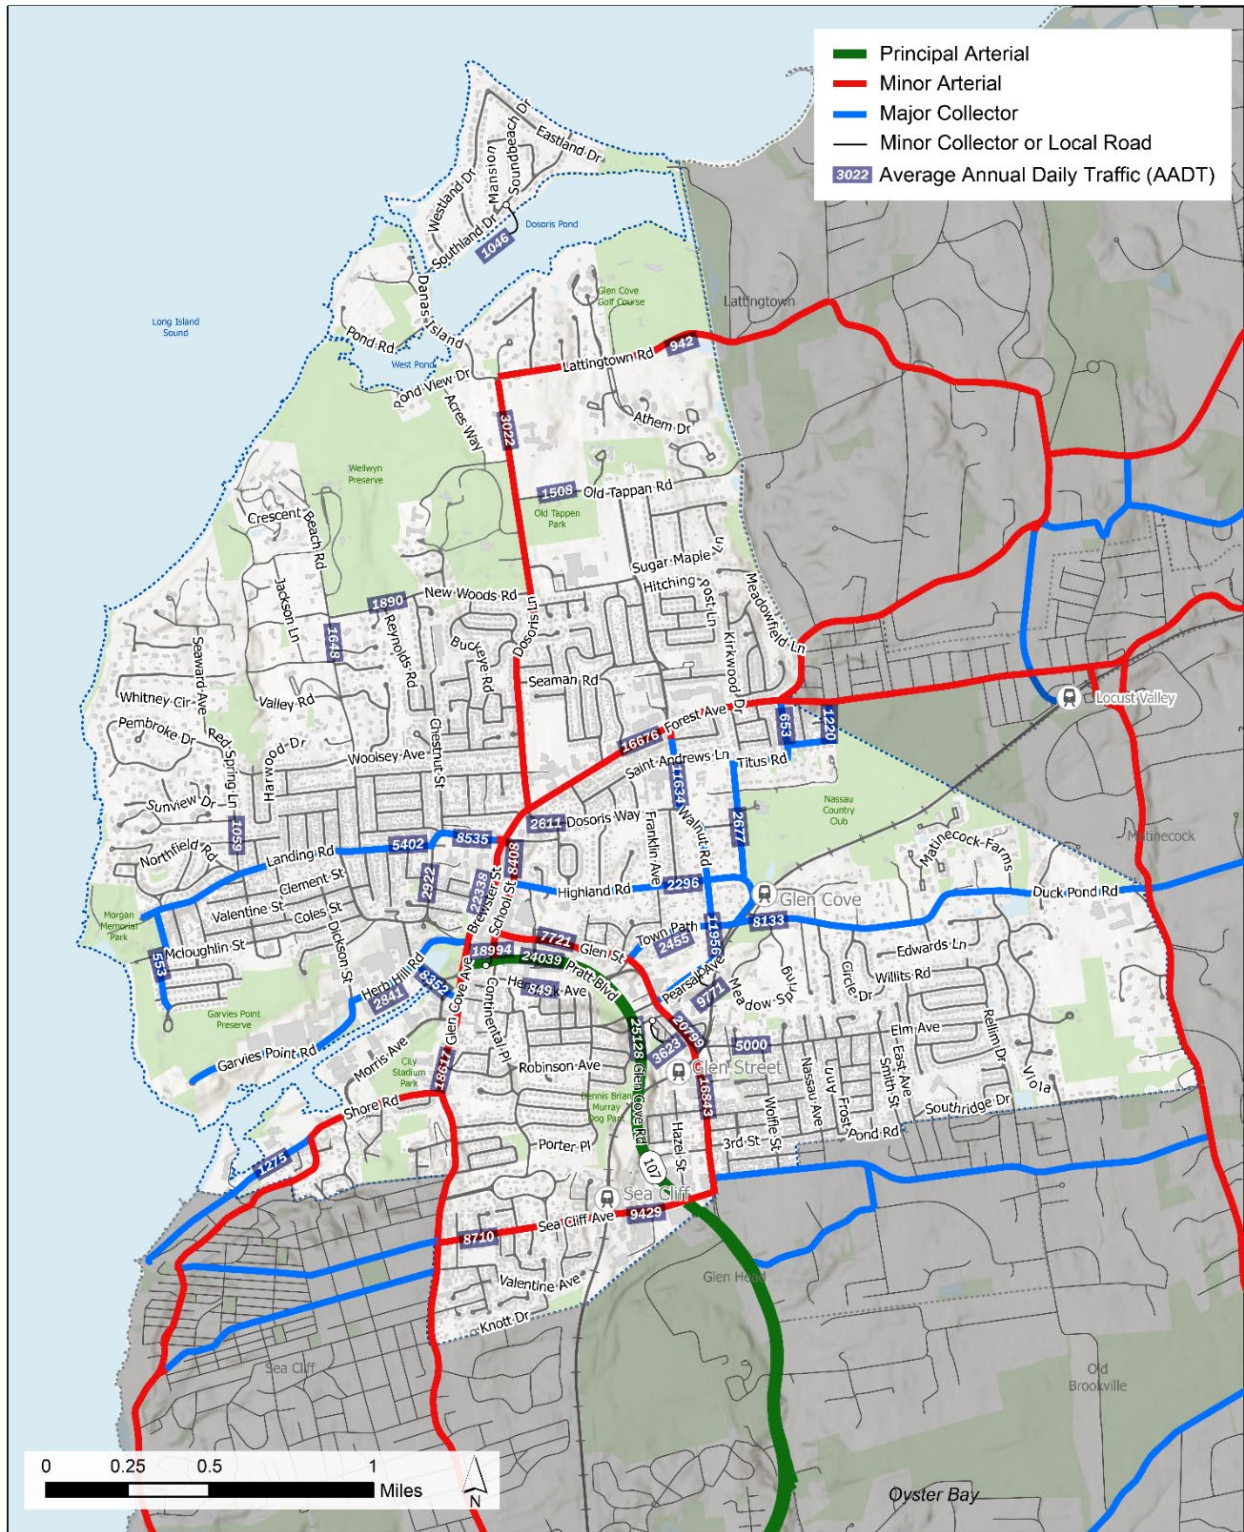 Principal Arterial
Minor Arterial
Major Collector
Minor Collector or Local Road
3022 Average Annual Daily Traffic (AADT)
Eastland Dr
Soundbeach Dr
Mansion
Westland Dr
Southland Dr
1046
Dosoris Pond
Danas Island
Glen Cove
Golf Course
Lattingtown
Long Island
Sound
Pond Rd
West Pond
942
Lattingtown Rd
Pond View Dr
Acres Way
3022
Athem Dr
Wellwyn
Preserve
1508
Old Tappan Rd
Old Tappen
Park
Crescent Beach Rd
Sugar Maple Ln
Hitching Post Ln
Meadowfield Ln
Jackson Ln
New Woods Rd
1890
Reynolds Rd
1648
Buckeye Rd
Dosoris Ln
Kirkwood Dr
Seaward Ave
Seaman Rd
Whitney Cir
Valley Rd
Locust Valley
Pembroke Dr
Red Spring Ln
Harwood Dr
Chestnut St
Forest Ave
16676
653
1220
Woolsey Ave
Saint Andrews Ln
Titus Rd
11634
Sunview Dr
2677
Nassau
Country
Club
2611
Dosoris Way
Franklin Ave
Walnut Rd
1059
8535
5402
8408
Matinecock
Matinecock Farms
Northfield Rd
Landing Rd
2922
22338
Brewster St
School St
Highland Rd
2296
Clement St
Glen Cove
Duck Pond Rd
Morgan
Memorial
Park
Valentine St
Coles St
Dickson St
8133
11956
Town Path
2455
Mcloughlin St
7721
Glen St
18994
24039
Pratt Blvd
Edwards Ln
553
Herb Hill Rd
8352
2841
849
Pearsall Ave
9771
Circle Dr
Willits Rd
Garvies Point
Preserve
Glen Cove Ave
Continental Pl
25128
20799
Elm Ave
Rellim Dr
Garvies Point Rd
Morris Ave
3623
5000
Viola
City
Stadium
Park
Robinson Ave
Glen Street
Glen Cove Rd
18617
16843
Nassau Ave
Ann
Frost
East Ave
Smith St
Southridge Dr
Shore Rd
Dennis Brian
Murray
Dog Park
Wolfle St
Porter Pl
Hazel St
3rd St
Pond Rd
1275
107
Sea Cliff
9429
Sea Cliff Ave
8710
Glen Head
Valentine Ave
Knott Dr
Sea Cliff
Old
Brookville
0 0.25 0.5 1
Miles
N
Oyster Bay